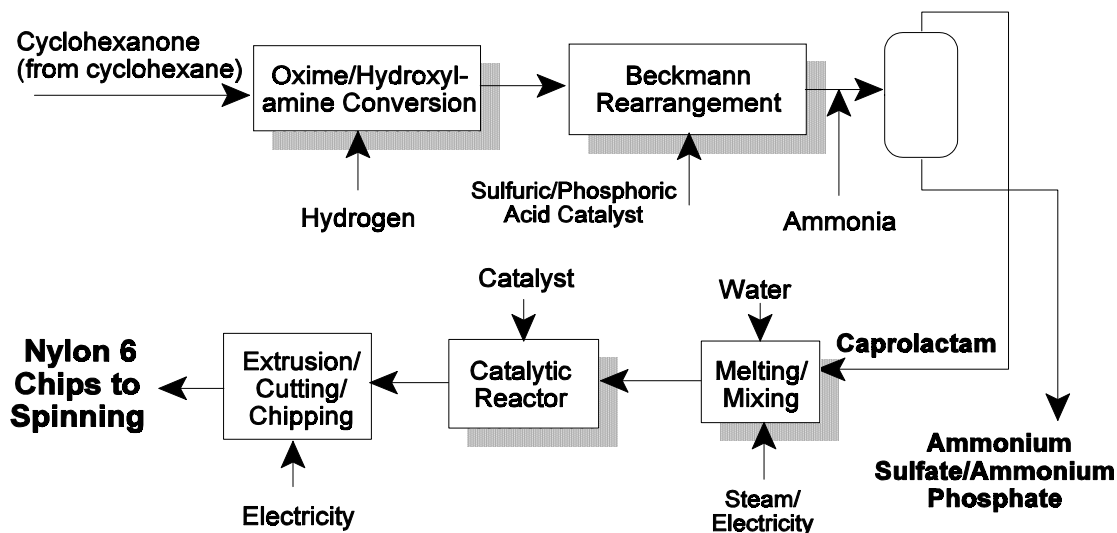 Cyclohexanone
(from cyclohexane)
Oxime/Hydroxyl-
amine Conversion
Beckmann
Rearrangement
Hydrogen
Sulfuric/Phosphoric
Acid Catalyst
Ammonia
Catalyst
Water
Caprolactam
Nylon 6
Chips to
Spinning
Extrusion/
Cutting/
Chipping
Catalytic
Reactor
Melting/
Mixing
Electricity
Steam/
Electricity
Ammonium
Sulfate/Ammonium
Phosphate